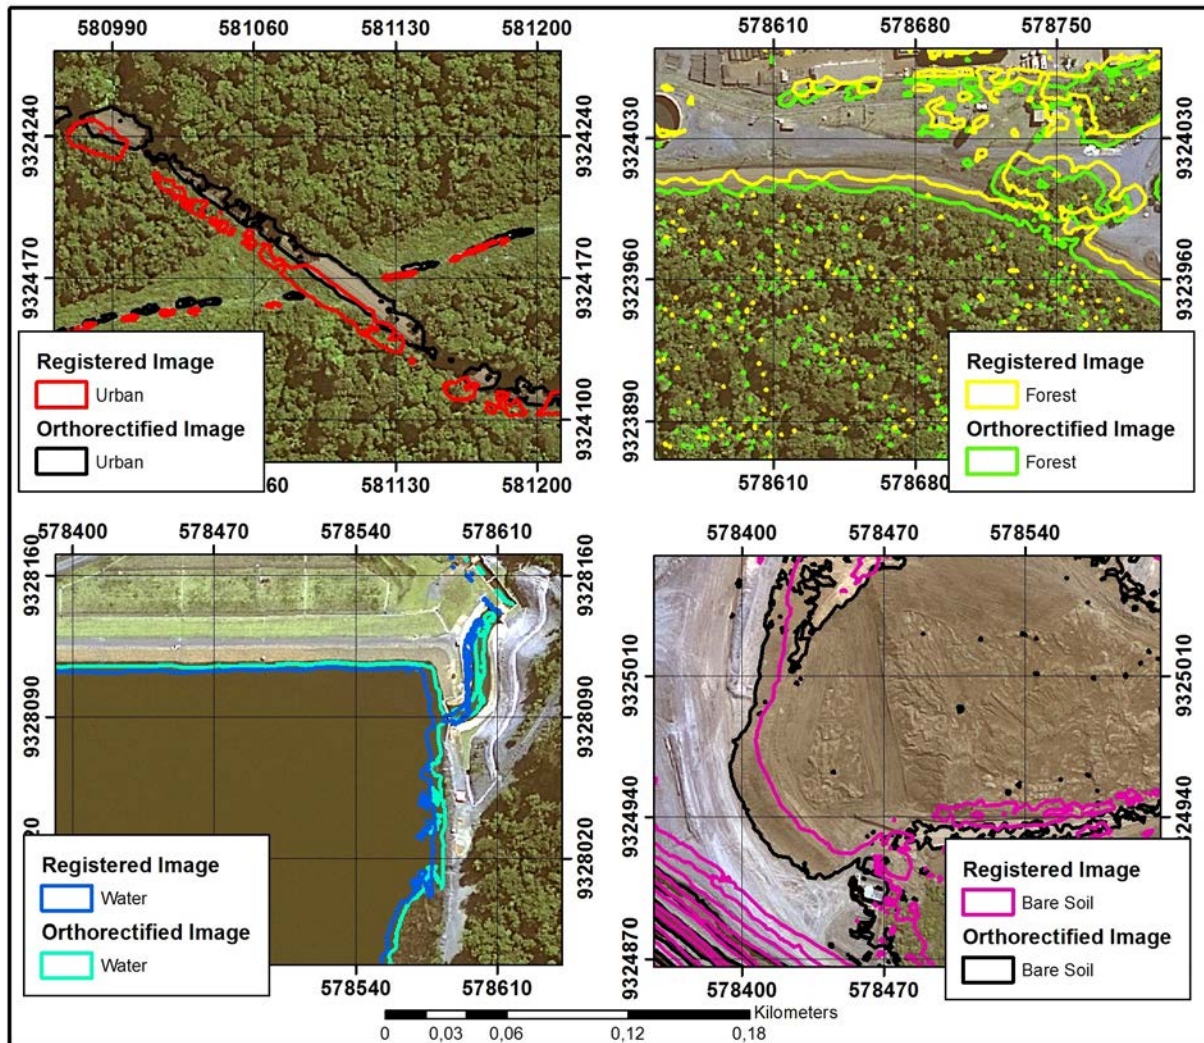 580990 581060 581130 581200
578610 578680 578750
9324240
9324170
9324100
9324240
9324170
9324100
9324030
9323960
9323890
9324030
9323960
9323890
Registered Image
Urban
Orthorectified Image
Urban
Registered Image
Forest
Orthorectified Image
Forest
60 581130 581200
578610 578680
578400 578470 578540 578610
578400 578470 578540
9328160
9328090
20
9328160
9328090
9328020
9325010
9324940
9324870
9325010
9324940
Registered Image
Water
Orthorectified Image
Water
Registered Image
Bare Soil
Orthorectified Image
Bare Soil
578540 578610
578400 578470
Kilometers
0 0,03 0,06 0,12 0,18